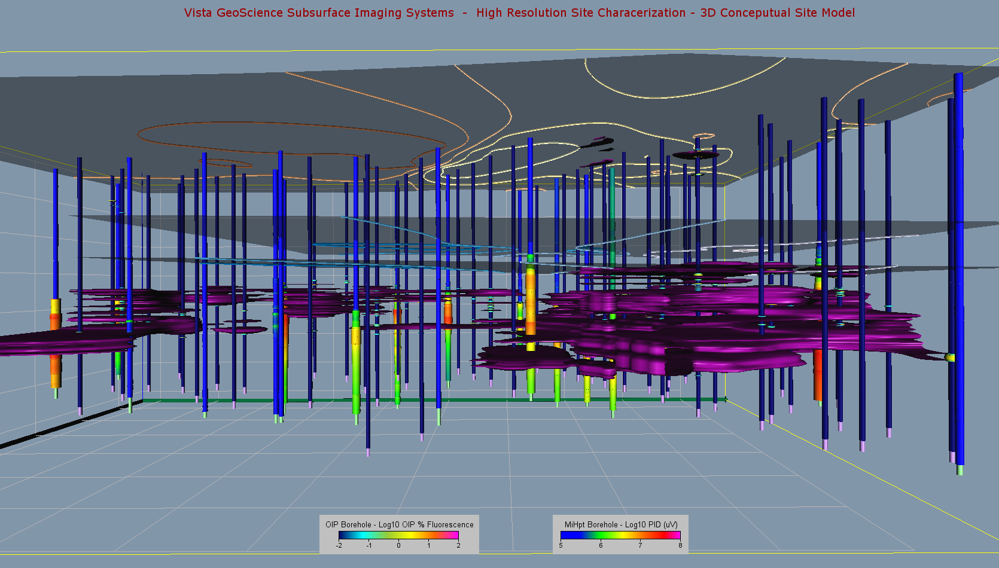 Vista GeoScience Subsurface Imaging Systems - High Resolution Site Characerization - 3D Conceputual Site Model
OIP Borehole - Log10 OIP % Fluorescence
-2 -1 0 1 2
MiHpt Borehole - Log10 PID (uV)
5 6 7 8